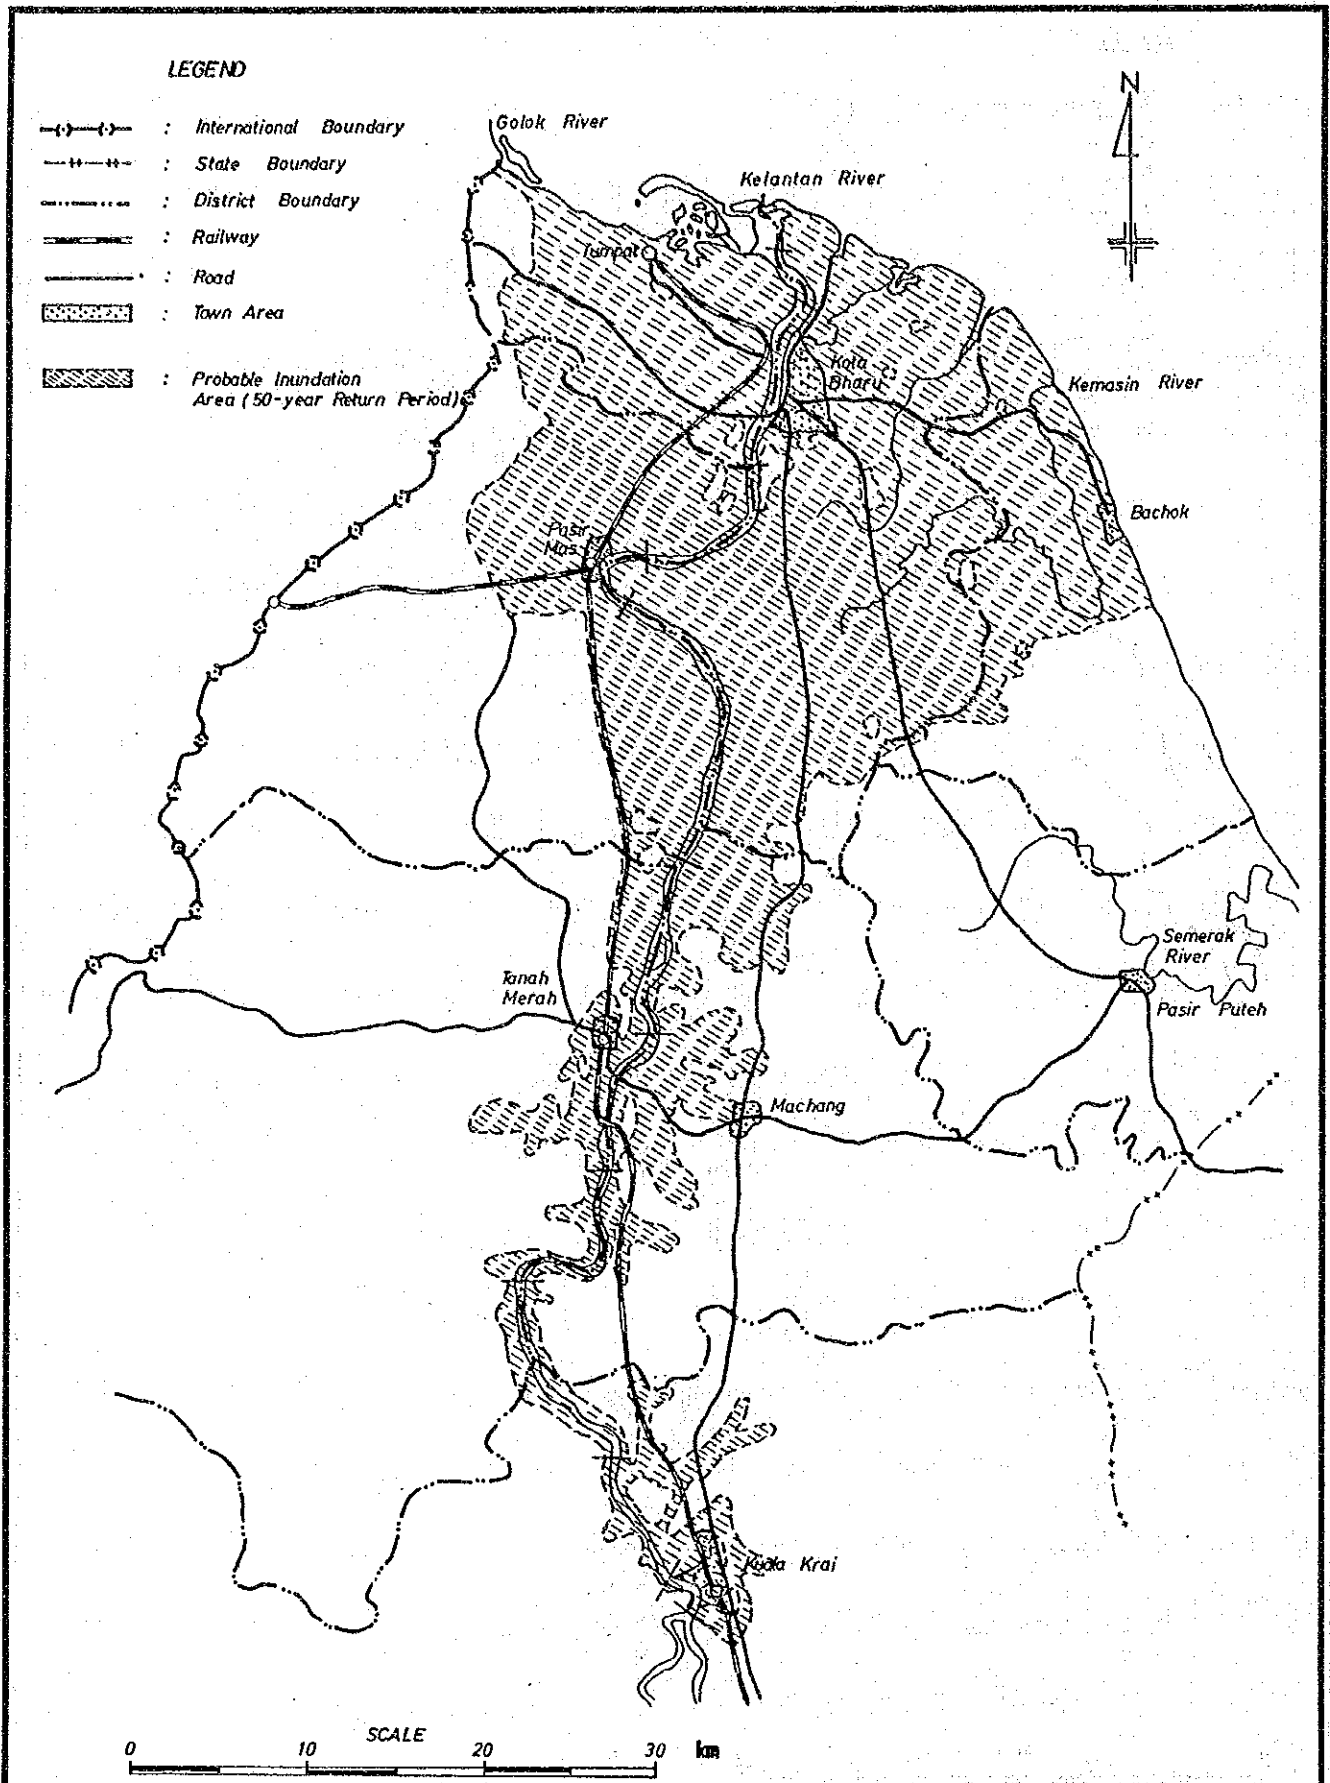 LEGEND
: International Boundary
: State Boundary
: District Boundary
: Railway
: Road
: Town Area
: Probable Inundation
Area (50-year Return Period)
N
Golok River
Kelantan River
Tumpat
Kota
Bharu
Kemasin River
Bachok
Pasir
Mas
Semerak
River
Pasir Puteh
Tanah
Merah
Machang
Kuala Krai
SCALE
0 10 20 30 km